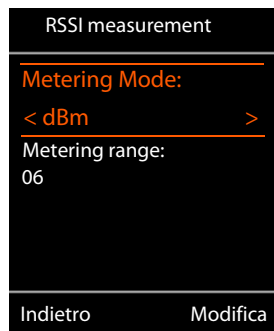 RSSI measurement
Metering Mode:
< dBm >
Metering range:
06
Indietro Modifica